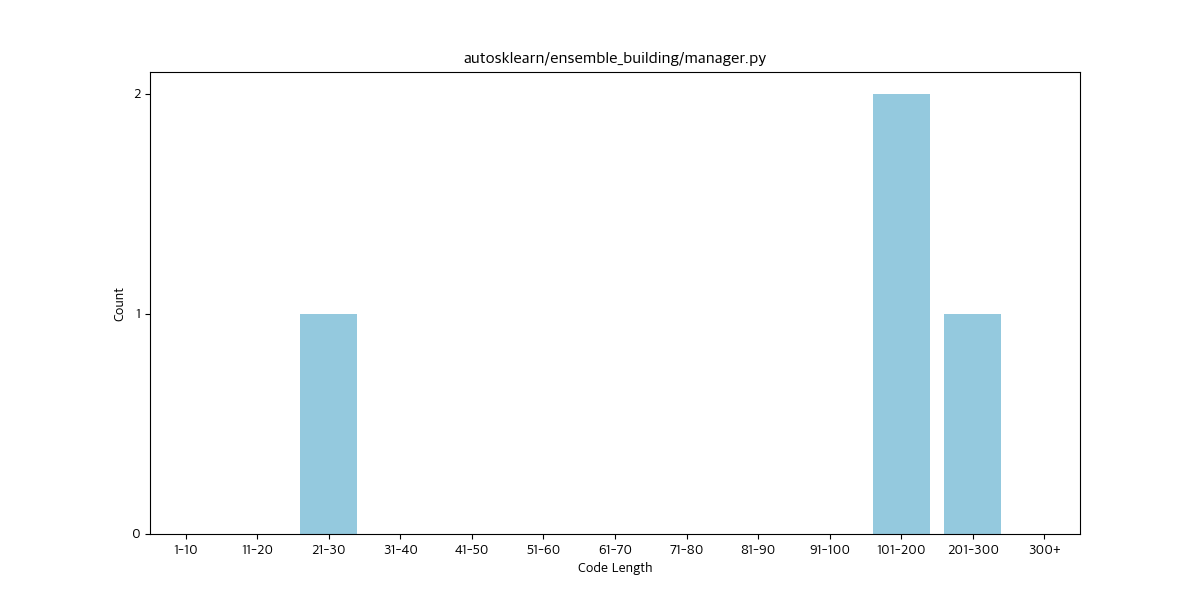 autosklearn/ensemble_building/manager.py
2
1
0
Count
1-10 11-20 21-30 31-40 41-50 51-60 61-70 71-80 81-90 91-100 101-200 201-300 300+
Code Length